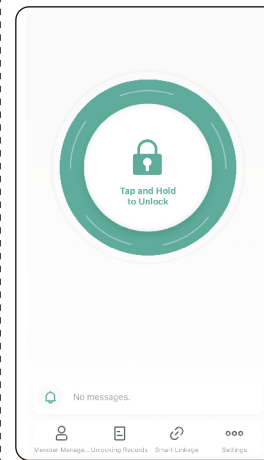 Tap and Hold
to Unlock
No messages.
Member Manage... Unlocking Records Smart Linkage Settings